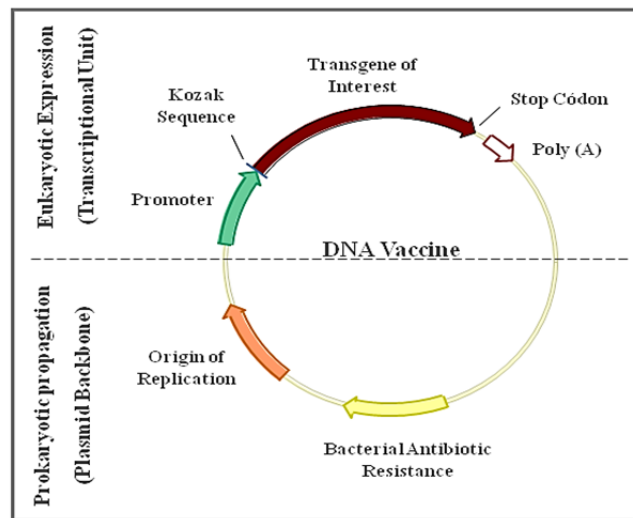 Eukaryotic Expression
(Transcriptional Unit)
Transgene of
Interest
Kozak
Sequence
Stop Códon
Poly (A)
Promoter
DNA Vaccine
Prokaryotic propagation
(Plasmid Backbone)
Origin of
Replication
Bacterial Antibiotic
Resistance